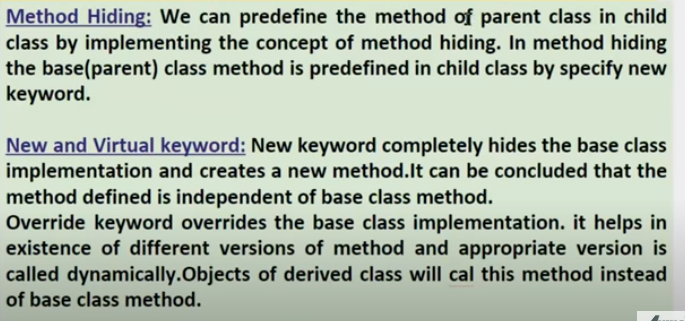 Method Hiding: We can predefine the method of parent class in child
class by implementing the concept of method hiding. In method hiding
the base(parent) class method is predefined in child class by specify new
keyword.
New and Virtual keyword: New keyword completely hides the base class
implementation and creates a new method.It can be concluded that the
method defined is independent of base class method.
Override keyword overrides the base class implementation. it helps in
existence of different versions of method and appropriate version is
called dynamically.Objects of derived class will cal this method instead
of base class method.